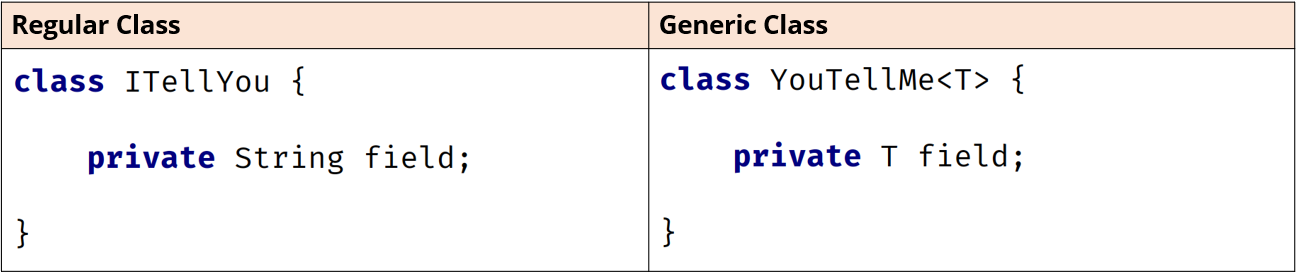 Regular Class
Generic Class
class ITellYou {
    private String field;
}
class YouTellMe<T> {
    private T field;
}